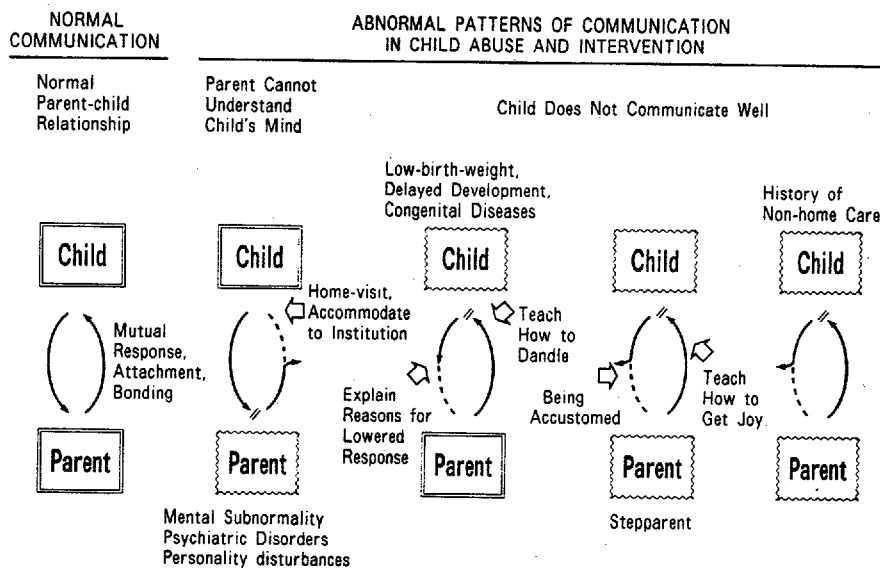 NORMAL
COMMUNICATION
ABNORMAL PATTERNS OF COMMUNICATION
IN CHILD ABUSE AND INTERVENTION
Normal
Parent-child
Relationship
Parent Cannot
Understand
Child's Mind
Child Does Not Communicate Well
Low-birth-weight,
Delayed Development,
Congenital Diseases
History of
Non-home Care
Child
Child
Child
Child
Child
Mutual
Response,
Attachment,
Bonding
Home-visit,
Accommodate
to Institution
Explain
Reasons for
Lowered
Response
Teach
How to
Dandle
Being
Accustomed
Teach
How to
Get Joy
Parent
Parent
Parent
Parent
Parent
Mental Subnormality
Psychiatric Disorders
Personality disturbances
Stepparent